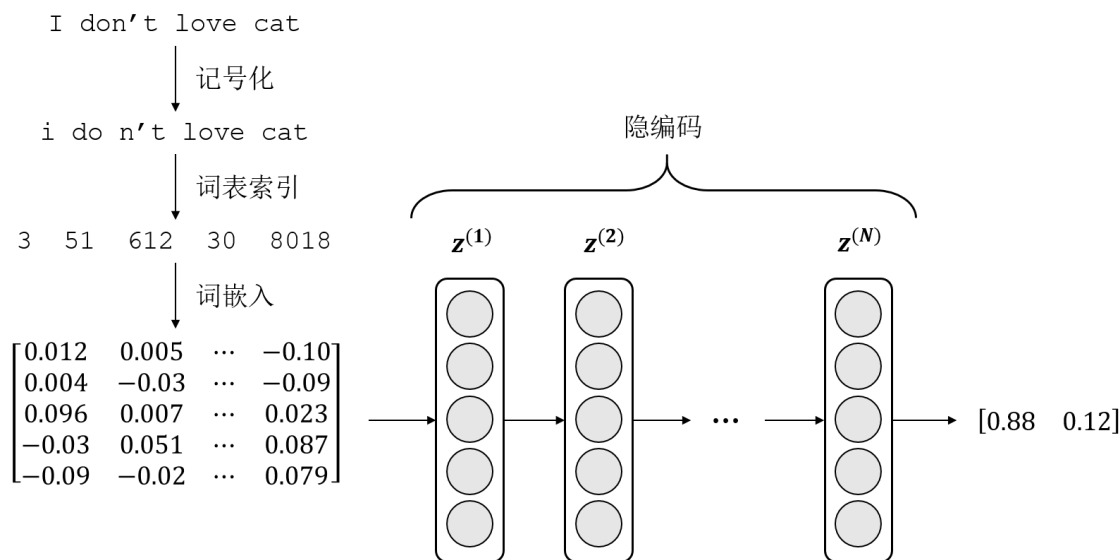 I don't love cat
记号化
i do n't love cat
词表索引
3 51 612 30 8018
词嵌入
0.012 0.005 ⋯ −0.10
0.004 −0.03 ⋯ −0.09
0.096 0.007 ⋯ 0.023
−0.03 0.051 ⋯ 0.087
−0.09 −0.02 ⋯ 0.079
隐编码
z⁽¹⁾ z⁽²⁾ z⁽ᴺ⁾
⋯
[0.88 0.12]